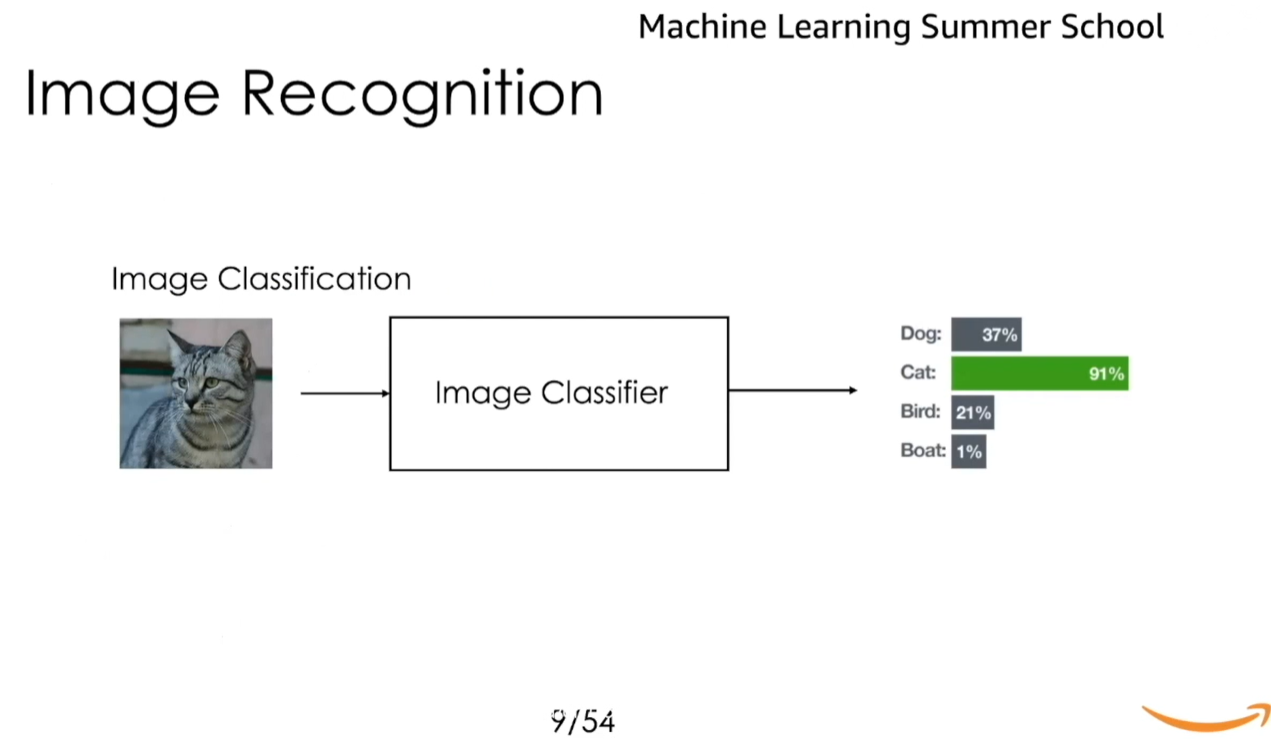 Machine Learning Summer School
Image Recognition
Image Classification
Image Classifier
Dog: 37%
Cat: 91%
Bird: 21%
Boat: 1%
9/54